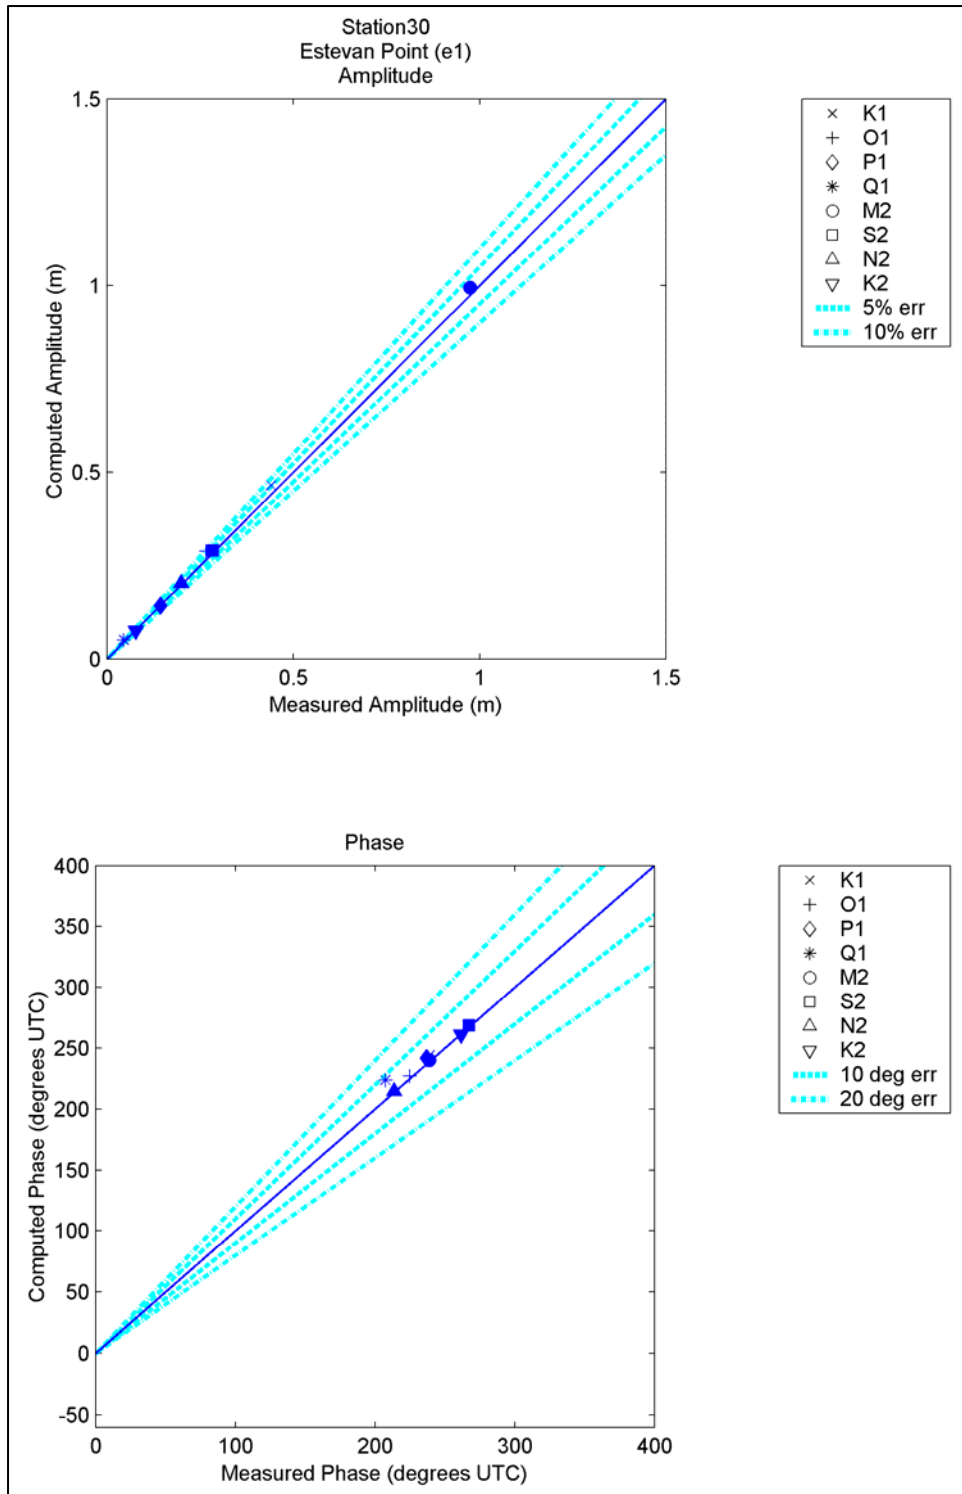 Station30
Estevan Point (e1)
Amplitude
1.5
1
0.5
0
0
0.5
1
1.5
Computed Amplitude (m)
Measured Amplitude (m)
K1
O1
P1
Q1
M2
S2
N2
K2
5% err
10% err
Phase
400
350
300
250
200
150
100
50
0
-50
0
100
200
300
400
Computed Phase (degrees UTC)
Measured Phase (degrees UTC)
K1
O1
P1
Q1
M2
S2
N2
K2
10 deg err
20 deg err